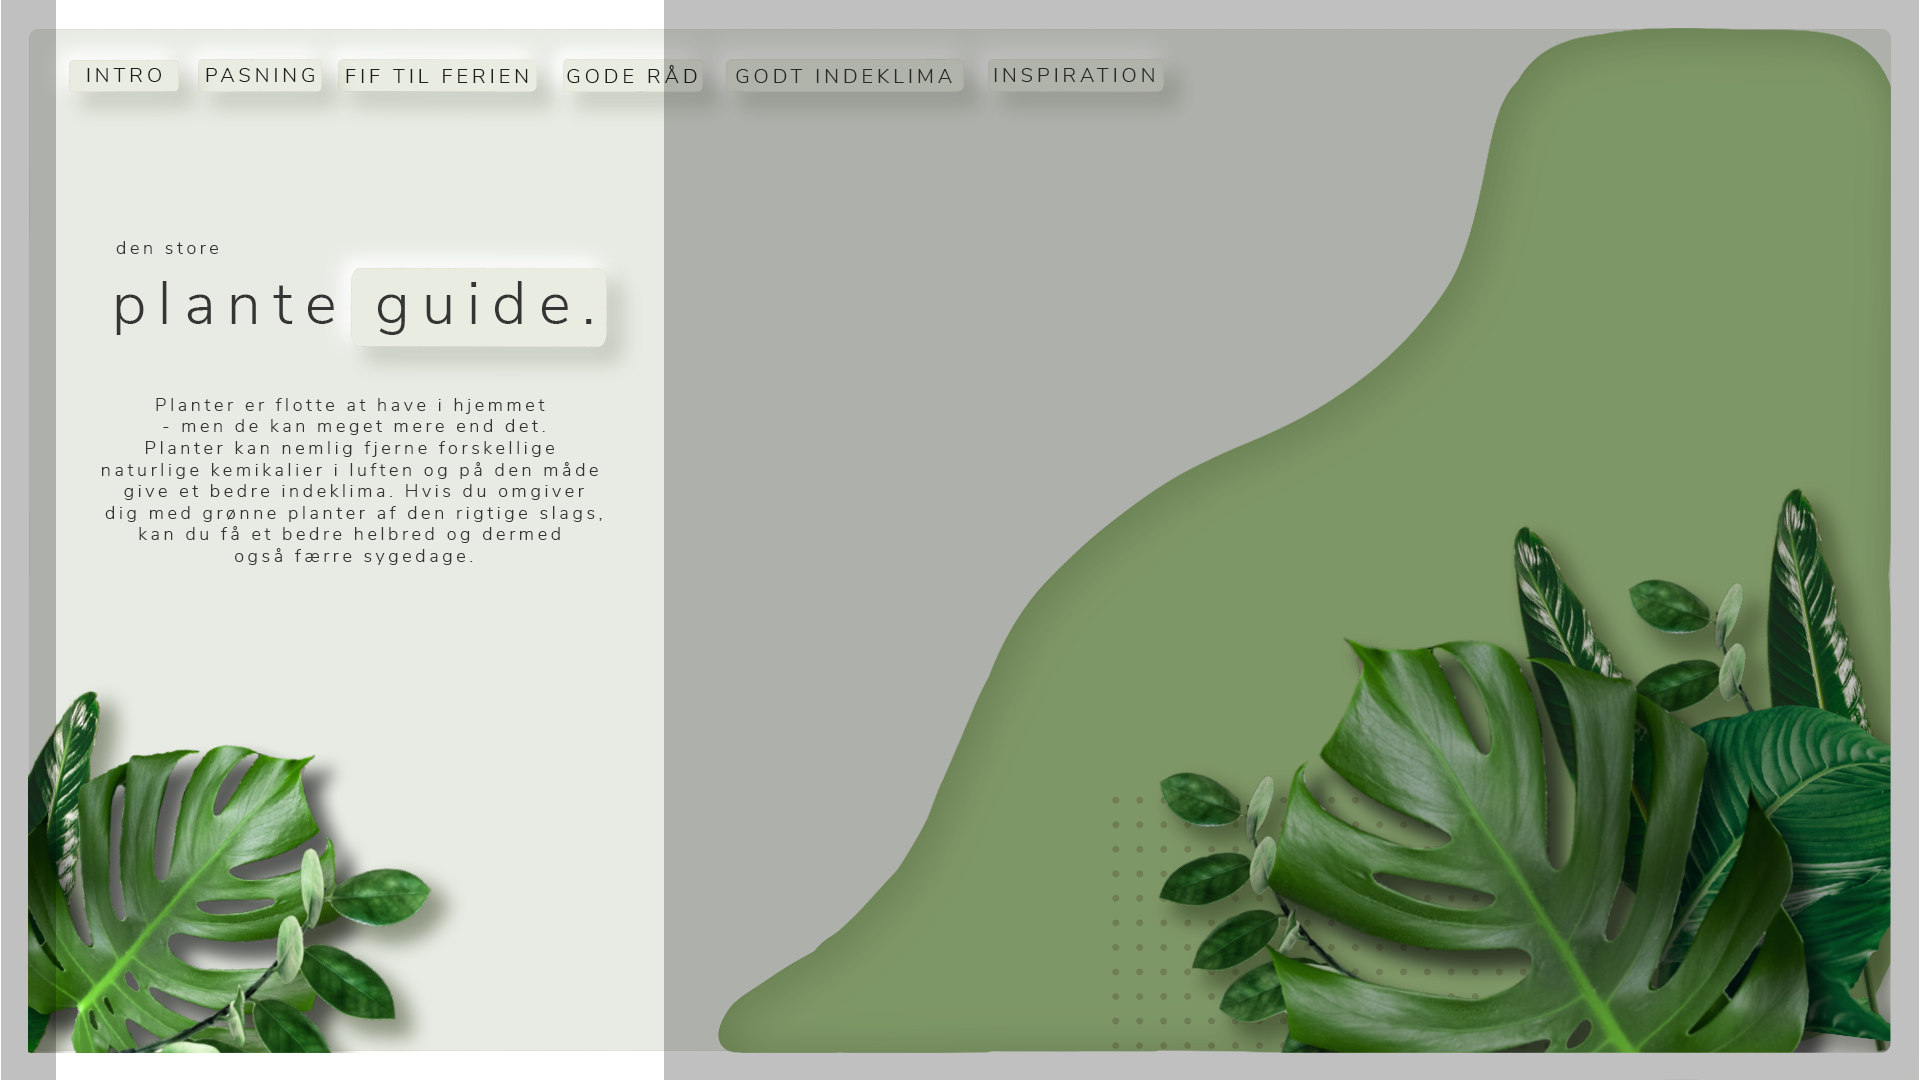 INTRO PASNING FIF TIL FERIEN GODE RÅD GODT INDEKLIMA INSPIRATION
den store
plante guide.
Planter er flotte at have i hjemmet
- men de kan meget mere end det.
Planter kan nemlig fjerne forskellige
naturlige kemikalier i luften og på den måde
give et bedre indeklima. Hvis du omgiver
dig med grønne planter af den rigtige slags,
kan du få et bedre helbred og dermed
også færre sygedage.